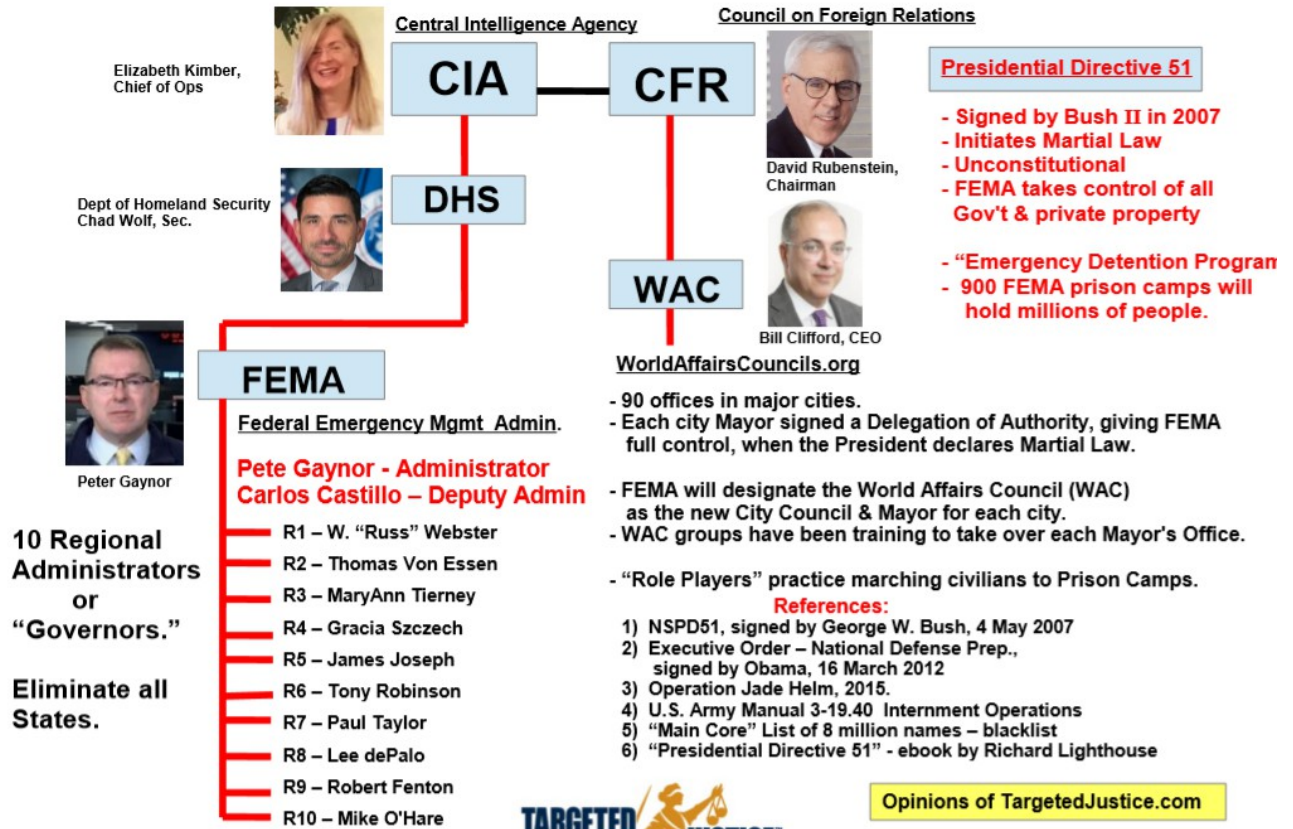 Central Intelligence Agency
Council on Foreign Relations
Elizabeth Kimber,
Chief of Ops
CIA
CFR
David Rubenstein,
Chairman
Presidential Directive 51
- Signed by Bush II in 2007
- Initiates Martial Law
- Unconstitutional
- FEMA takes control of all
Gov't & private property
- “Emergency Detention Program
- 900 FEMA prison camps will
hold millions of people.
Dept of Homeland Security
Chad Wolf, Sec.
DHS
WAC
Bill Clifford, CEO
Peter Gaynor
FEMA
Federal Emergency Mgmt Admin.
Pete Gaynor - Administrator
Carlos Castillo – Deputy Admin
10 Regional
Administrators
or
“Governors.”
Eliminate all
States.
R1 – W. “Russ” Webster
R2 – Thomas Von Essen
R3 – MaryAnn Tierney
R4 – Gracia Szczech
R5 – James Joseph
R6 – Tony Robinson
R7 – Paul Taylor
R8 – Lee dePalo
R9 – Robert Fenton
R10 – Mike O'Hare
WorldAffairsCouncils.org
- 90 offices in major cities.
- Each city Mayor signed a Delegation of Authority, giving FEMA
full control, when the President declares Martial Law.
- FEMA will designate the World Affairs Council (WAC)
as the new City Council & Mayor for each city.
- WAC groups have been training to take over each Mayor's Office.
- “Role Players” practice marching civilians to Prison Camps.
References:
1) NSPD51, signed by George W. Bush, 4 May 2007
2) Executive Order – National Defense Prep.,
signed by Obama, 16 March 2012
3) Operation Jade Helm, 2015.
4) U.S. Army Manual 3-19.40 Internment Operations
5) “Main Core” List of 8 million names – blacklist
6) “Presidential Directive 51” - ebook by Richard Lighthouse
TARGETED
Opinions of TargetedJustice.com